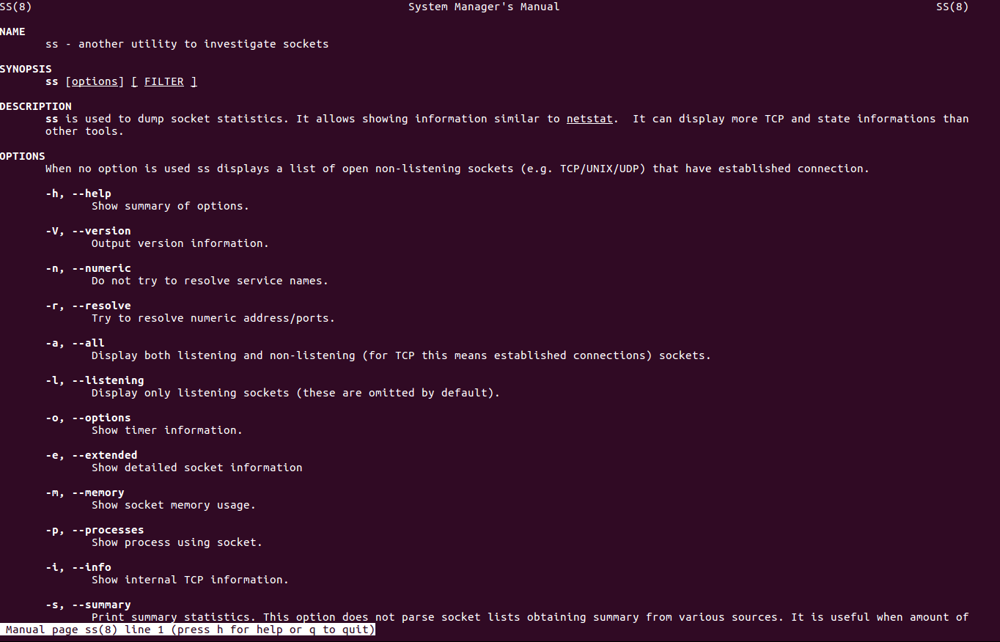 SS(8) System Manager's Manual SS(8)
NAME
ss - another utility to investigate sockets
SYNOPSIS
ss [options] [ FILTER ]
DESCRIPTION
ss is used to dump socket statistics. It allows showing information similar to netstat.  It can display more TCP and state informations than
other tools.
OPTIONS
When no option is used ss displays a list of open non-listening sockets (e.g. TCP/UNIX/UDP) that have established connection.
-h, --help
Show summary of options.
-V, --version
Output version information.
-n, --numeric
Do not try to resolve service names.
-r, --resolve
Try to resolve numeric address/ports.
-a, --all
Display both listening and non-listening (for TCP this means established connections) sockets.
-l, --listening
Display only listening sockets (these are omitted by default).
-o, --options
Show timer information.
-e, --extended
Show detailed socket information
-m, --memory
Show socket memory usage.
-p, --processes
Show process using socket.
-i, --info
Show internal TCP information.
-s, --summary
Print summary statistics. This option does not parse socket lists obtaining summary from various sources. It is useful when amount of
Manual page ss(8) line 1 (press h for help or q to quit)